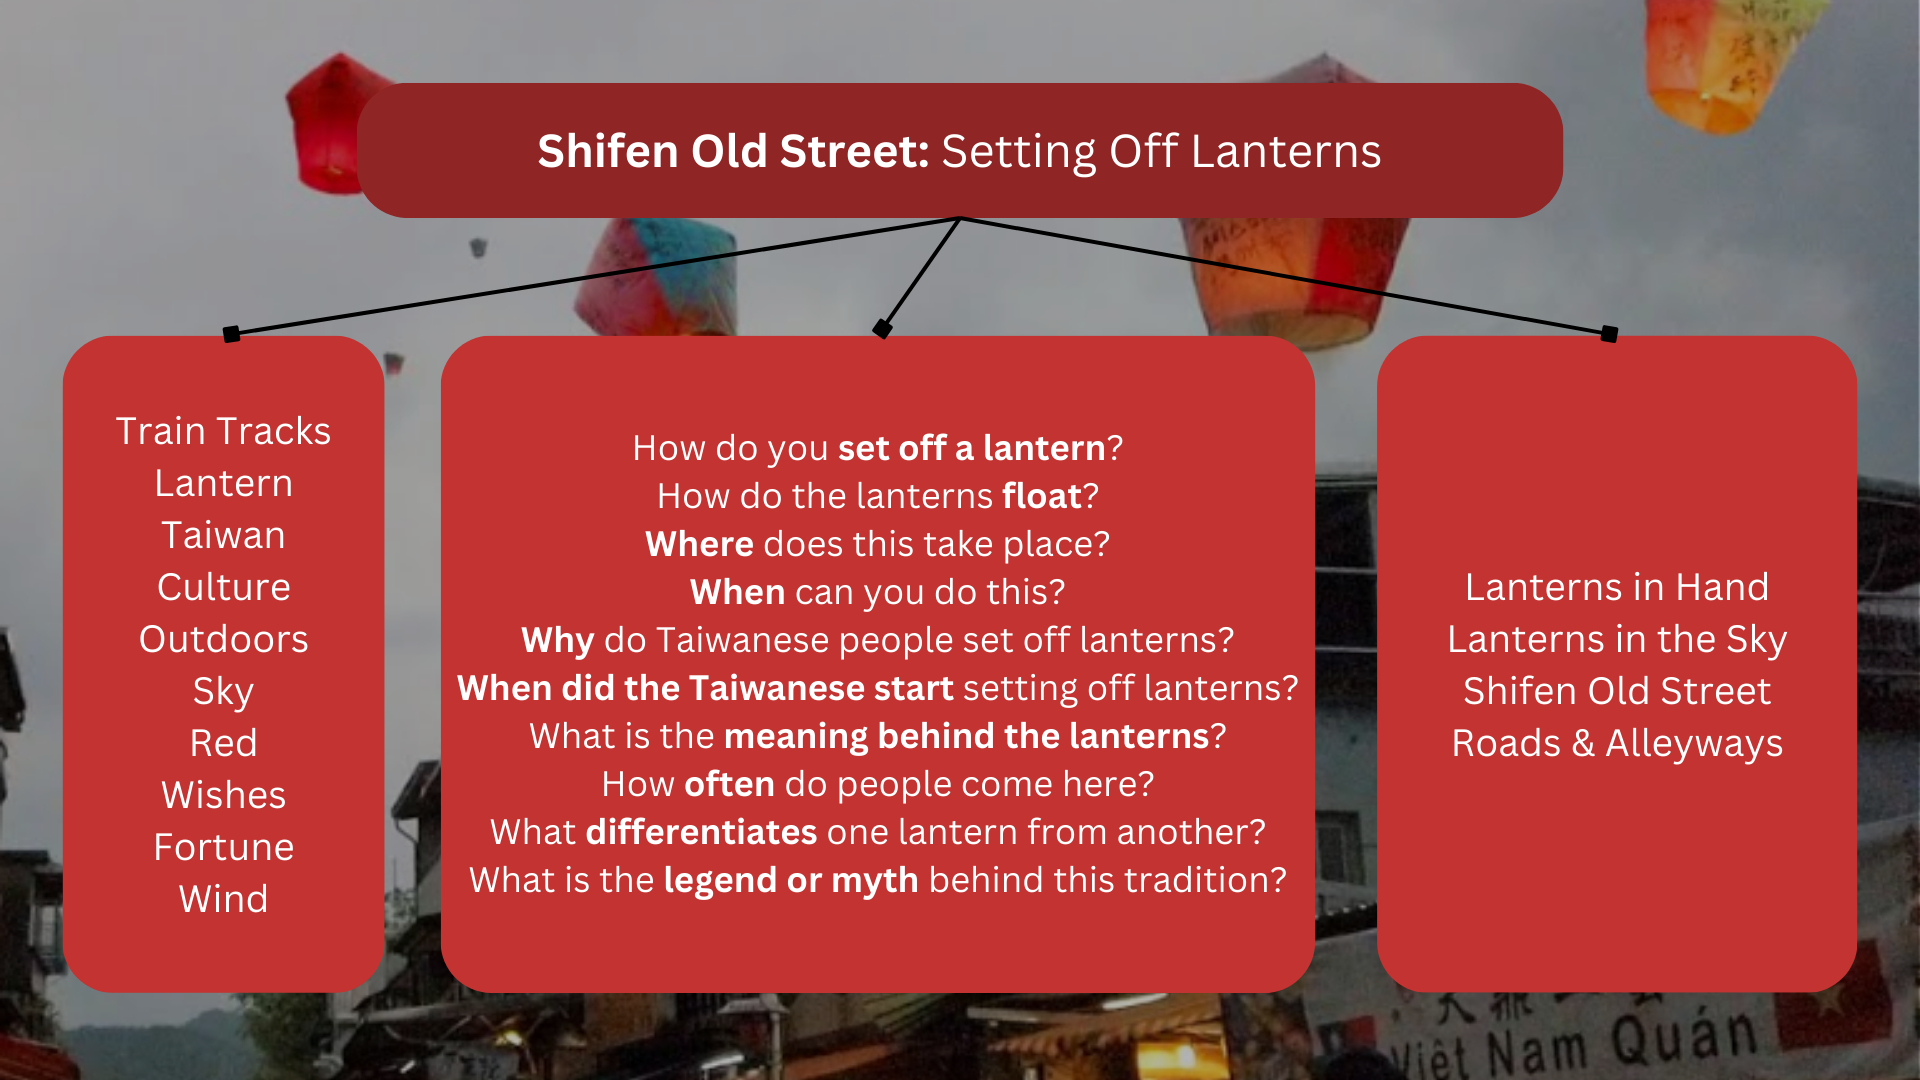 Shifen Old Street: Setting Off Lanterns
Train Tracks
Lantern
Taiwan
Culture
Outdoors
Sky
Red
Wishes
Fortune
Wind
How do you set off a lantern?
How do the lanterns float?
Where does this take place?
When can you do this?
Why do Taiwanese people set off lanterns?
When did the Taiwanese start setting off lanterns?
What is the meaning behind the lanterns?
How often do people come here?
What differentiates one lantern from another?
What is the legend or myth behind this tradition?
Lanterns in Hand
Lanterns in the Sky
Shifen Old Street
Roads & Alleyways
Việt Nam Quán